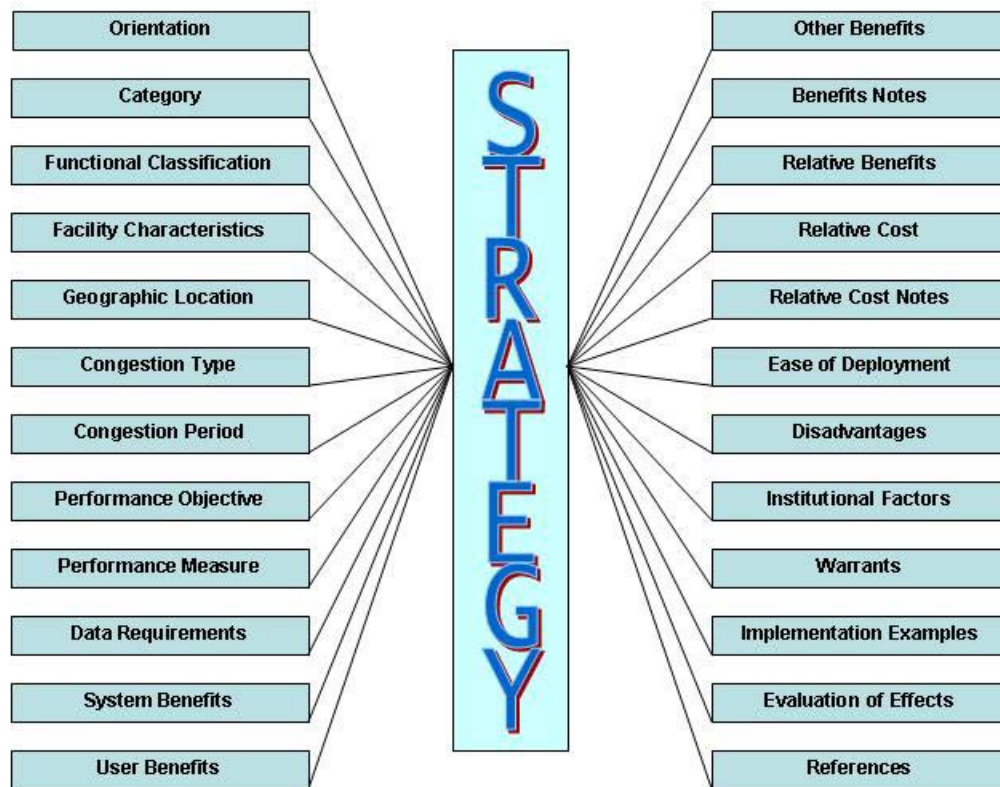 Orientation
Category
Functional Classification
Facility Characteristics
Geographic Location
Congestion Type
Congestion Period
Performance Objective
Performance Measure
Data Requirements
System Benefits
User Benefits
STRATEGY
Other Benefits
Benefits Notes
Relative Benefits
Relative Cost
Relative Cost Notes
Ease of Deployment
Disadvantages
Institutional Factors
Warrants
Implementation Examples
Evaluation of Effects
References